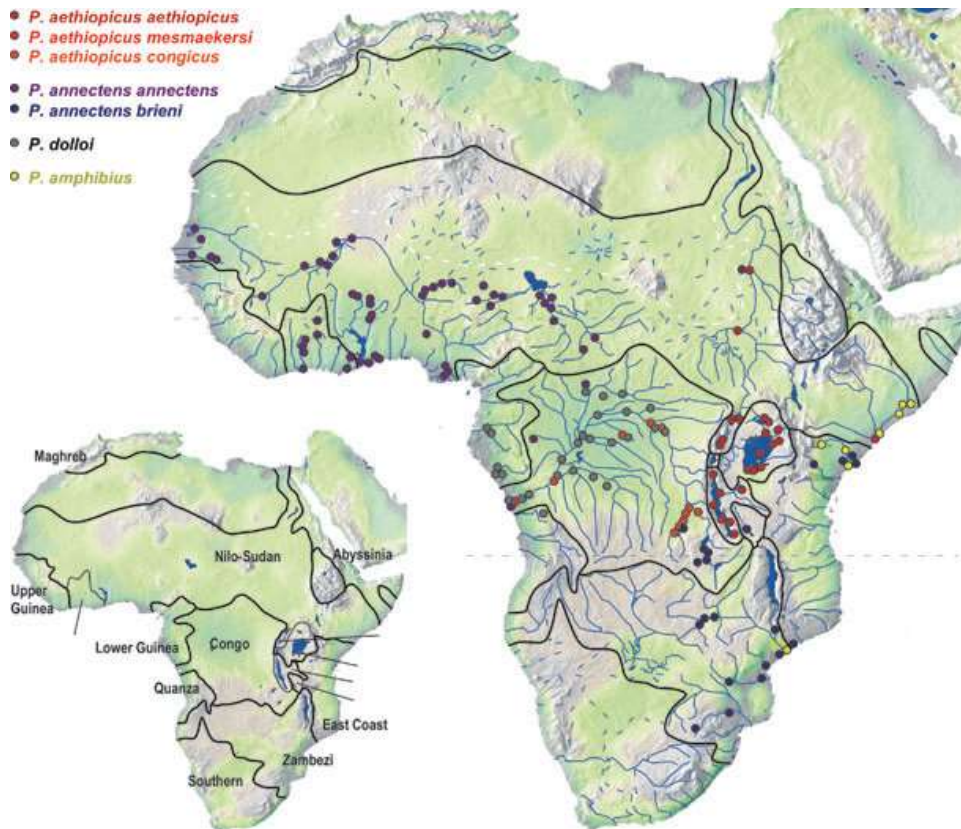 P. aethiopicus aethiopicus
P. aethiopicus mesmaekersi
P. aethiopicus congicus
P. annectens annectens
P. annectens brieni
P. dolloi
P. amphibius
Maghreb
Nilo-Sudan
Abyssinia
Upper
Guinea
Lower Guinea
Congo
Quanza
East Coast
Zambezi
Southern